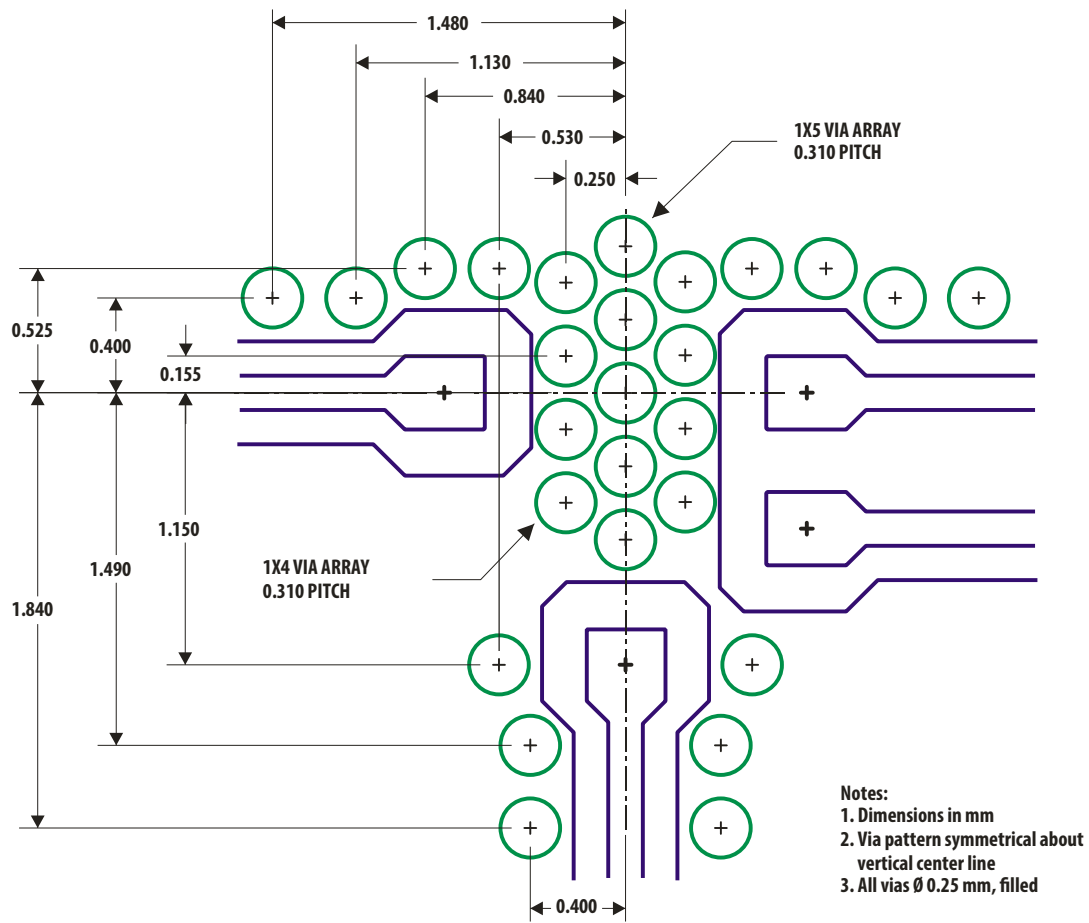 1.480
1.130
0.840
0.530
0.250
1X5 VIA ARRAY
0.310 PITCH
0.525
0.400
0.155
1.150
1.490
1.840
1X4 VIA ARRAY
0.310 PITCH
0.400
Notes:
1. Dimensions in mm
2. Via pattern symmetrical about
vertical center line
3. All vias Ø 0.25 mm, filled